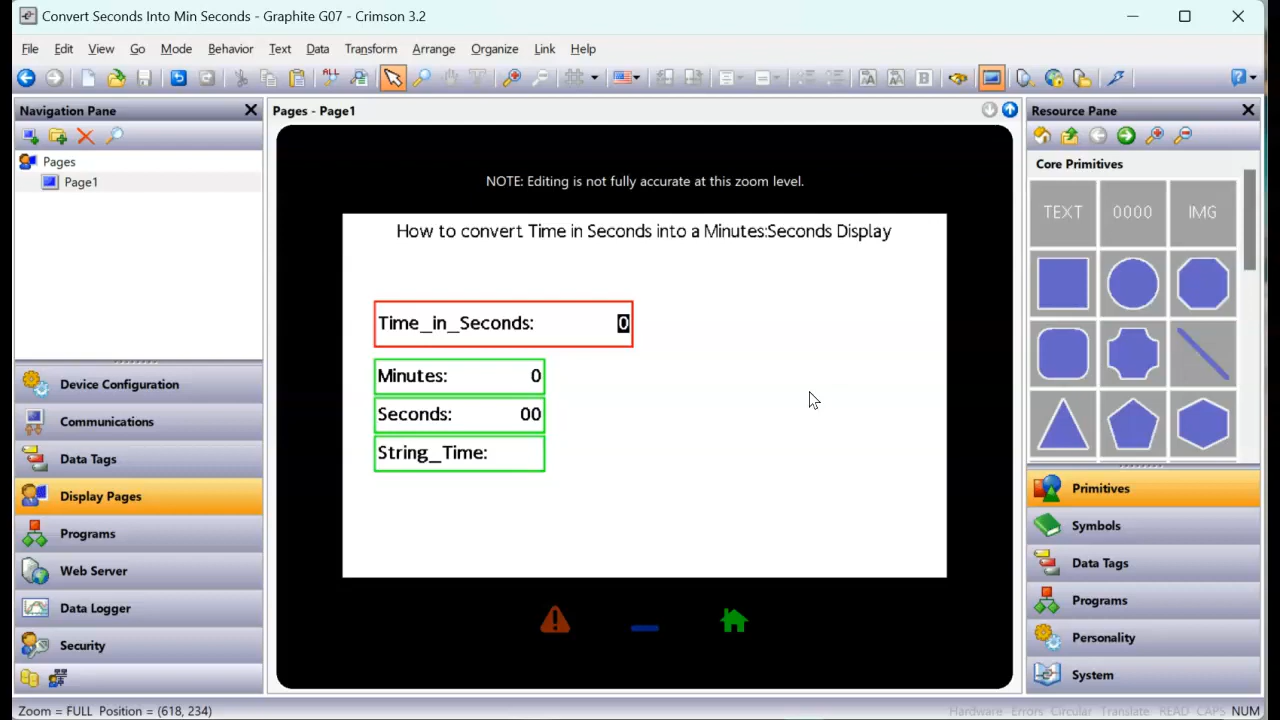 Convert Seconds Into Min Seconds - Graphite G07 - Crimson 3.2
File Edit View Go Mode Behavior Text Data Transform Arrange Organize Link Help
ALL
A A B
Navigation Pane
Pages
Page1
Device Configuration
Communications
Data Tags
Display Pages
Programs
Web Server
Data Logger
Security
Pages - Page1
NOTE: Editing is not fully accurate at this zoom level.
How to convert Time in Seconds into a Minutes:Seconds Display
Time_in_Seconds: 0
Minutes: 0
Seconds: 00
String_Time:
Resource Pane
Core Primitives
TEXT 0000 IMG
Primitives
Symbols
Data Tags
Programs
Personality
System
Zoom = FULL Position = (618, 234)
Hardware Errors Circular Translate READ CAPS NUM